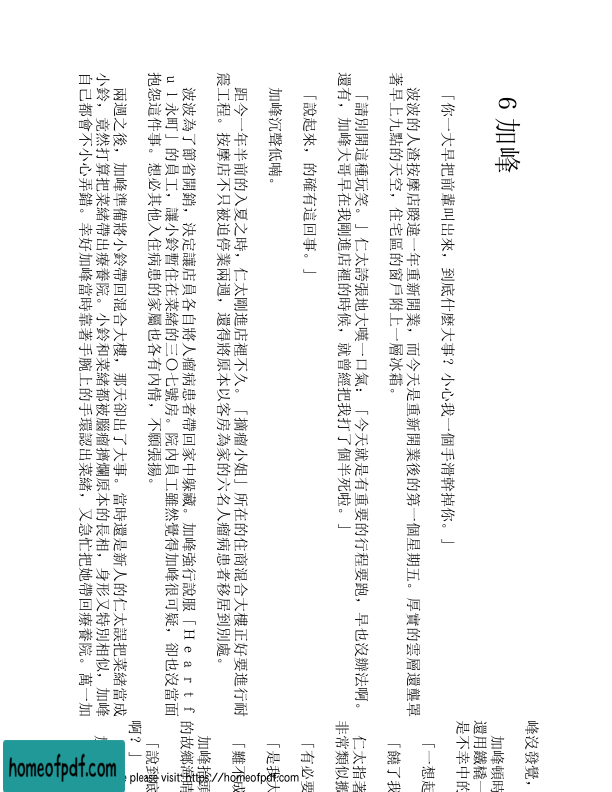 6 加峰
「你一大早把前輩叫出來，到底什麼大事？小心我一個手滑幹掉你。」
波波的人渣按摩店睽違一年重新開業，而今天是重新開業後的第一個星期五。厚實的雲層還籠罩
著早上九點的天空，住宅區的窗戶附上一層冰霜。
「請別開這種玩笑。」仁太誇張地大嘆一口氣：「今天就是有重要的行程要跑，早也沒辦法啊。
還有，加峰大哥早在我剛進店裡的時候，就曾經把我打了個半死啦。」
「說起來，的確有這回事。」
加峰沉聲低喃。
距今一年半前的入夏之時，仁太剛進店裡不久。「摘瘤小姐」所在的住商混合大樓正好要進行耐
震工程。按摩店不只被迫停業兩週，還得將原本以客房為家的六名人瘤病患者移居到別處。
波波為了節省開銷，決定讓店員各自將人瘤病患者帶回家中躲藏。加峰強行說服「Ｈｅａｒｔｆ
ｕｌ永町」的員工，讓小鈴暫住在菜緒的三〇七號房。院內員工雖然覺得加峰很可疑，卻也沒當面
抱怨這件事。想必其他入住病患的家屬也各有內情，不願張揚。
兩週之後，加峰準備將小鈴帶回混合大樓，那天卻出了大事。當時還是新人的仁太誤把菜緒當成
小鈴，竟然打算把菜緒帶出療養院。小鈴和菜緒都被腦瘤擠爛原本的長相，身形又特別相似，加峰
自己都會不小心弄錯。幸好加峰當時靠著手腕上的手環認出菜緒，又急忙把她帶回療養院。萬一加
峰沒發覺，
加峰頓時
還用鐵橇一
是不幸中的
「一想起
「饒了我
仁太指著
非常類似搬
「有必要
「是我大
「雖不成
加峰抬頭
的故鄉
「說到底
啊？」
homeofpdf.com
please visit: https://homeofpdf.com